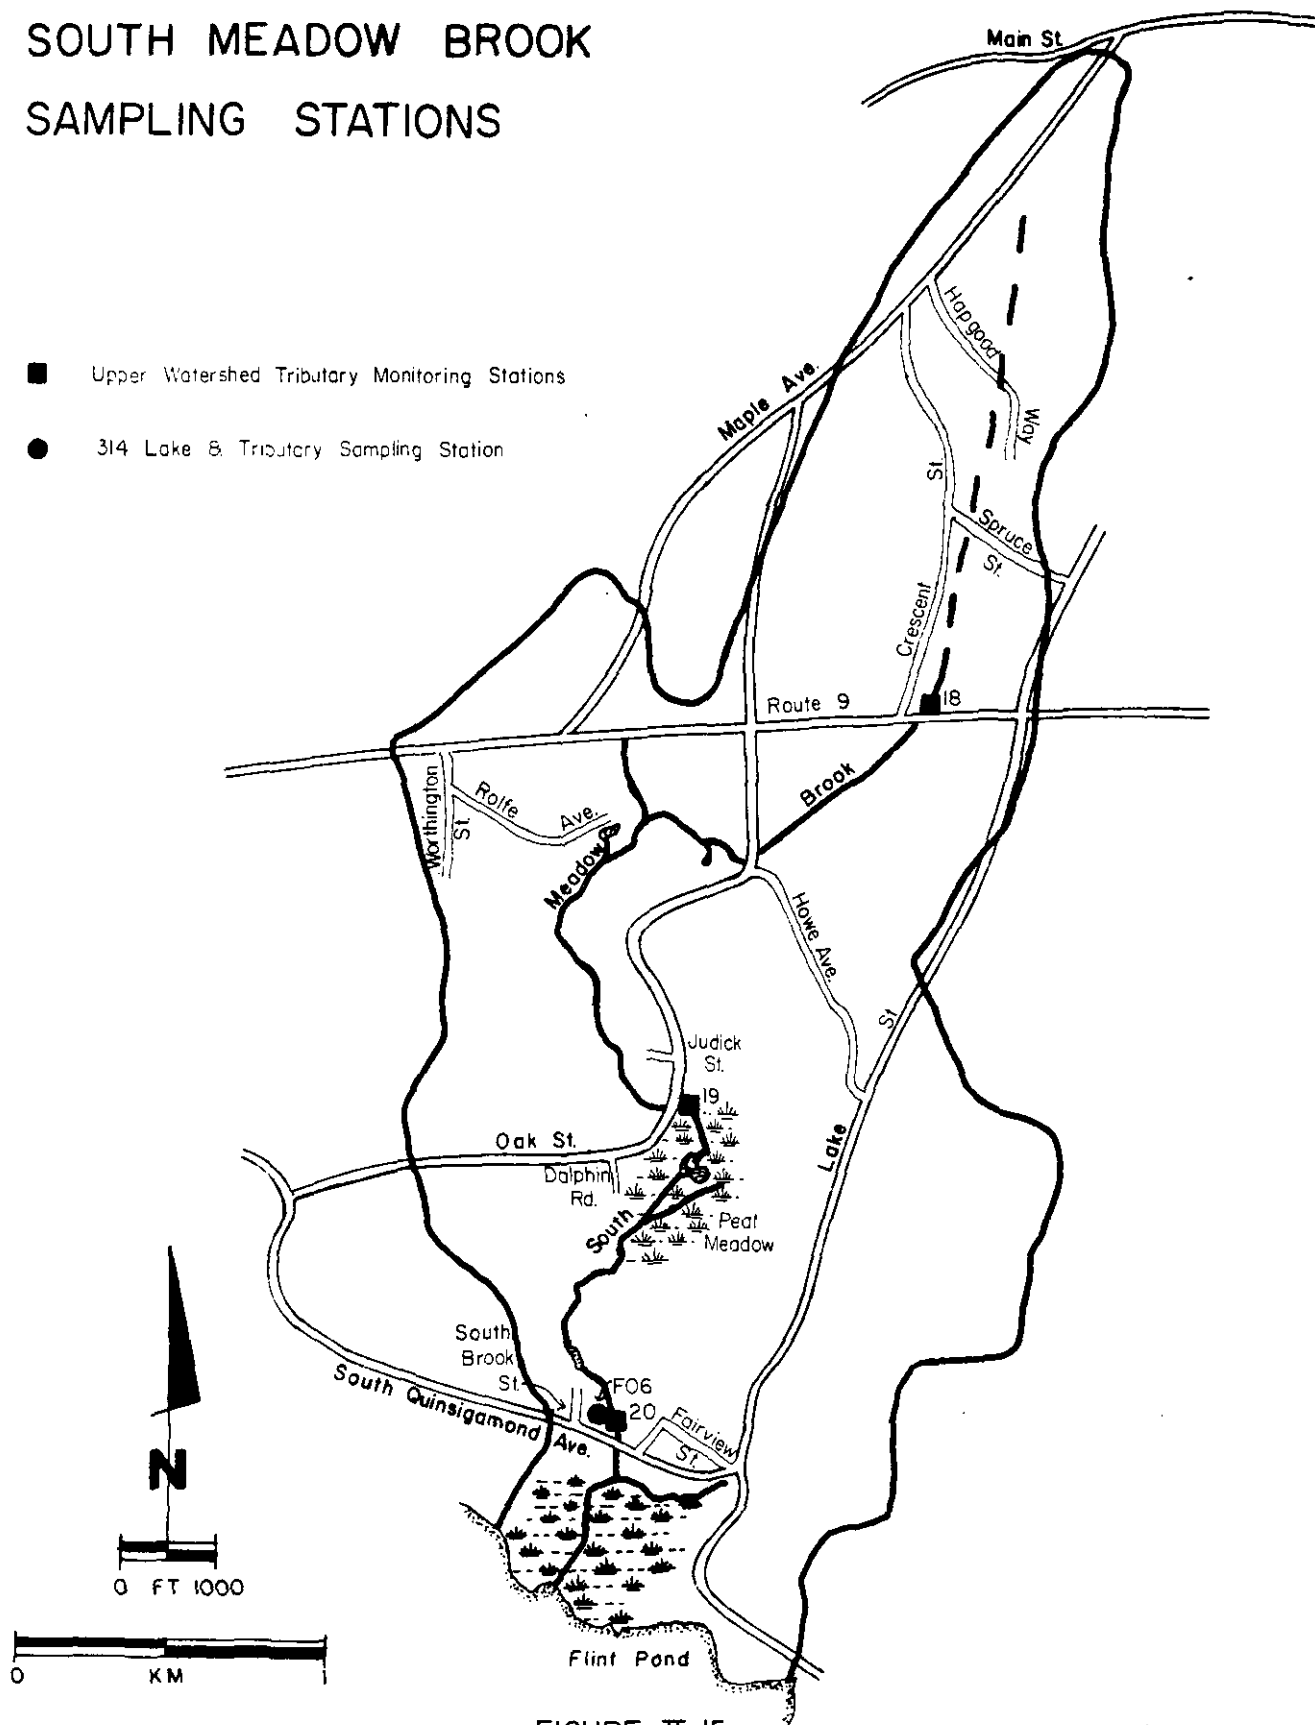 SOUTH MEADOW BROOK
SAMPLING STATIONS
Main St.
Upper Watershed Tributary Monitoring Stations
314 Lake & Tributary Sampling Station
Hapgood
Way
Maple Ave.
St.
Spruce
St.
Crescent
Route 9
18
Brook
Worthington
St.
Rolfe
Ave.
Meadow
Howe Ave.
St.
Judick
St.
19
Oak St.
Dalphin
Rd.
Lake
South
Peat
Meadow
South
Brook
St.
F06
20
South Quinsigamond Ave.
Fairview
St.
N
0 FT 1000
0 KM 1
Flint Pond